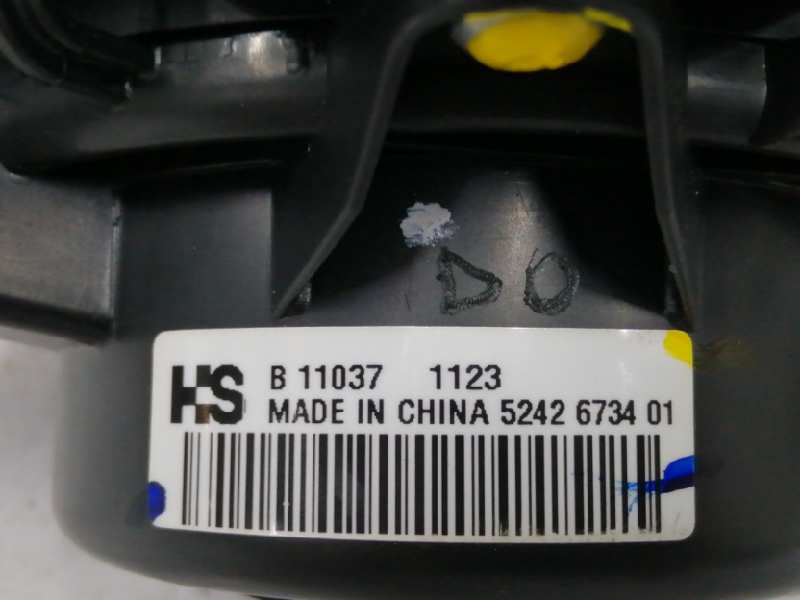 DO
HS B 11037 1123
MADE IN CHINA 5242 6734 01